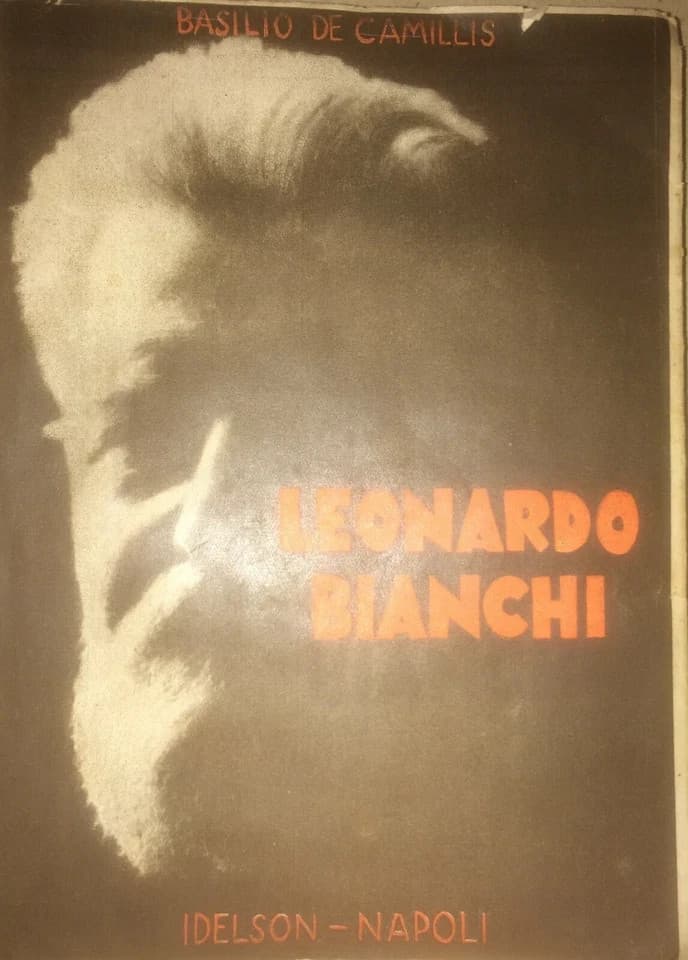 BASILIO DE CAMILLIS
LEONARDO
BIANCHI
IDELSON - NAPOLI